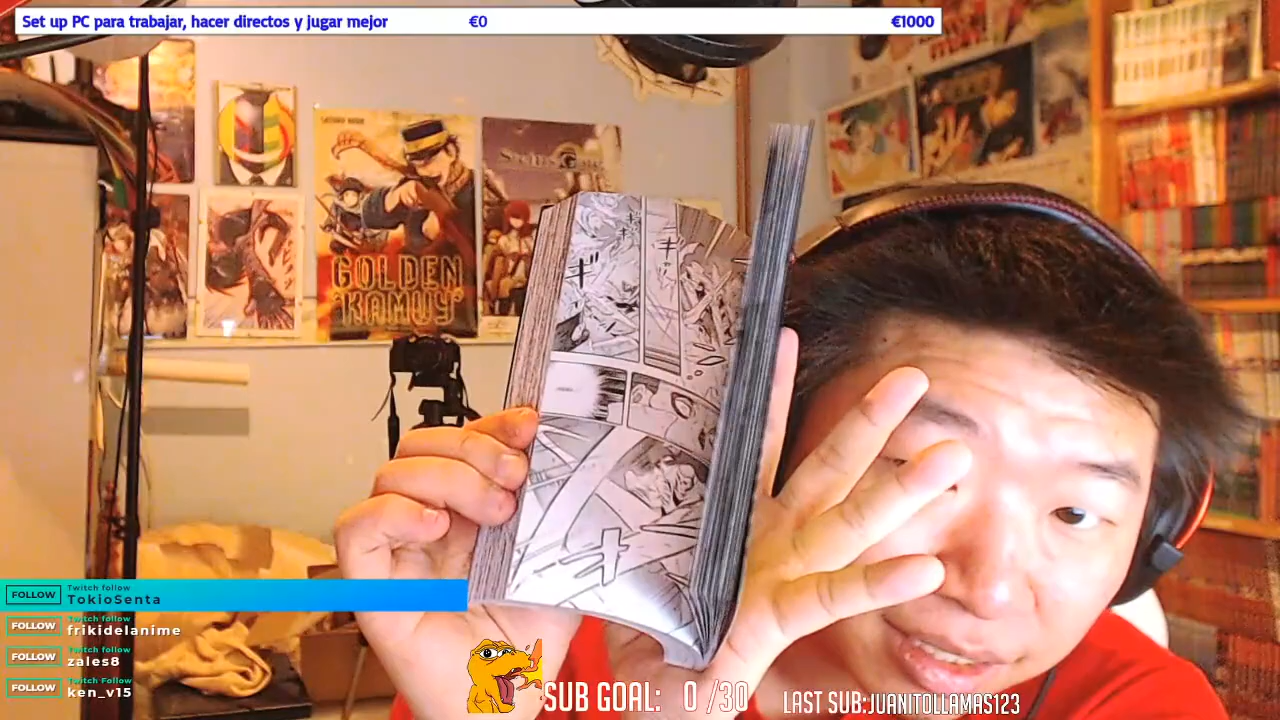 Set up PC para trabajar, hacer directos y jugar mejor €0 €1000
GOLDEN
KAMUY
ギ
FOLLOW Twitch follow
TokioSenta
FOLLOW Twitch follow
frikidelanime
FOLLOW Twitch follow
zales8
FOLLOW Twitch Follow
ken_v15
SUB GOAL: 0 /30
LAST SUB:JUANITOLLAMAS123